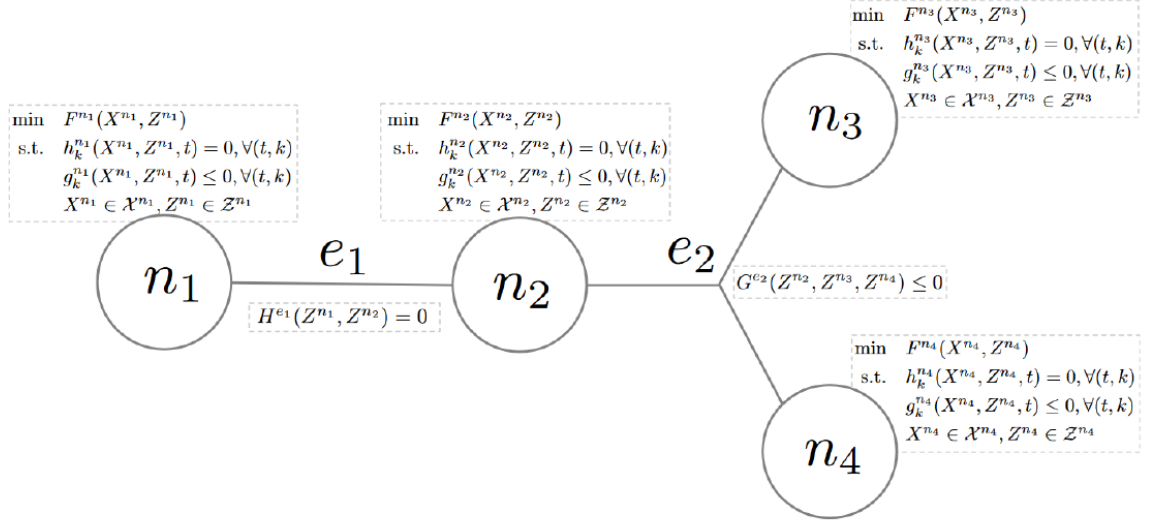 min F^{n_3}(X^{n_3}, Z^{n_3})
s.t. h_k^{n_3}(X^{n_3}, Z^{n_3}, t) = 0, ∀(t, k)
g_k^{n_3}(X^{n_3}, Z^{n_3}, t) ≤ 0, ∀(t, k)
X^{n_3} ∈ 𝒳^{n_3}, Z^{n_3} ∈ 𝒵^{n_3}
n_3
min F^{n_1}(X^{n_1}, Z^{n_1})
s.t. h_k^{n_1}(X^{n_1}, Z^{n_1}, t) = 0, ∀(t, k)
g_k^{n_1}(X^{n_1}, Z^{n_1}, t) ≤ 0, ∀(t, k)
X^{n_1} ∈ 𝒳^{n_1}, Z^{n_1} ∈ 𝒵^{n_1}
min F^{n_2}(X^{n_2}, Z^{n_2})
s.t. h_k^{n_2}(X^{n_2}, Z^{n_2}, t) = 0, ∀(t, k)
g_k^{n_2}(X^{n_2}, Z^{n_2}, t) ≤ 0, ∀(t, k)
X^{n_2} ∈ 𝒳^{n_2}, Z^{n_2} ∈ 𝒵^{n_2}
n_1
e_1
H^{e_1}(Z^{n_1}, Z^{n_2}) = 0
n_2
e_2
G^{e_2}(Z^{n_2}, Z^{n_3}, Z^{n_4}) ≤ 0
min F^{n_4}(X^{n_4}, Z^{n_4})
s.t. h_k^{n_4}(X^{n_4}, Z^{n_4}, t) = 0, ∀(t, k)
g_k^{n_4}(X^{n_4}, Z^{n_4}, t) ≤ 0, ∀(t, k)
X^{n_4} ∈ 𝒳^{n_4}, Z^{n_4} ∈ 𝒵^{n_4}
n_4